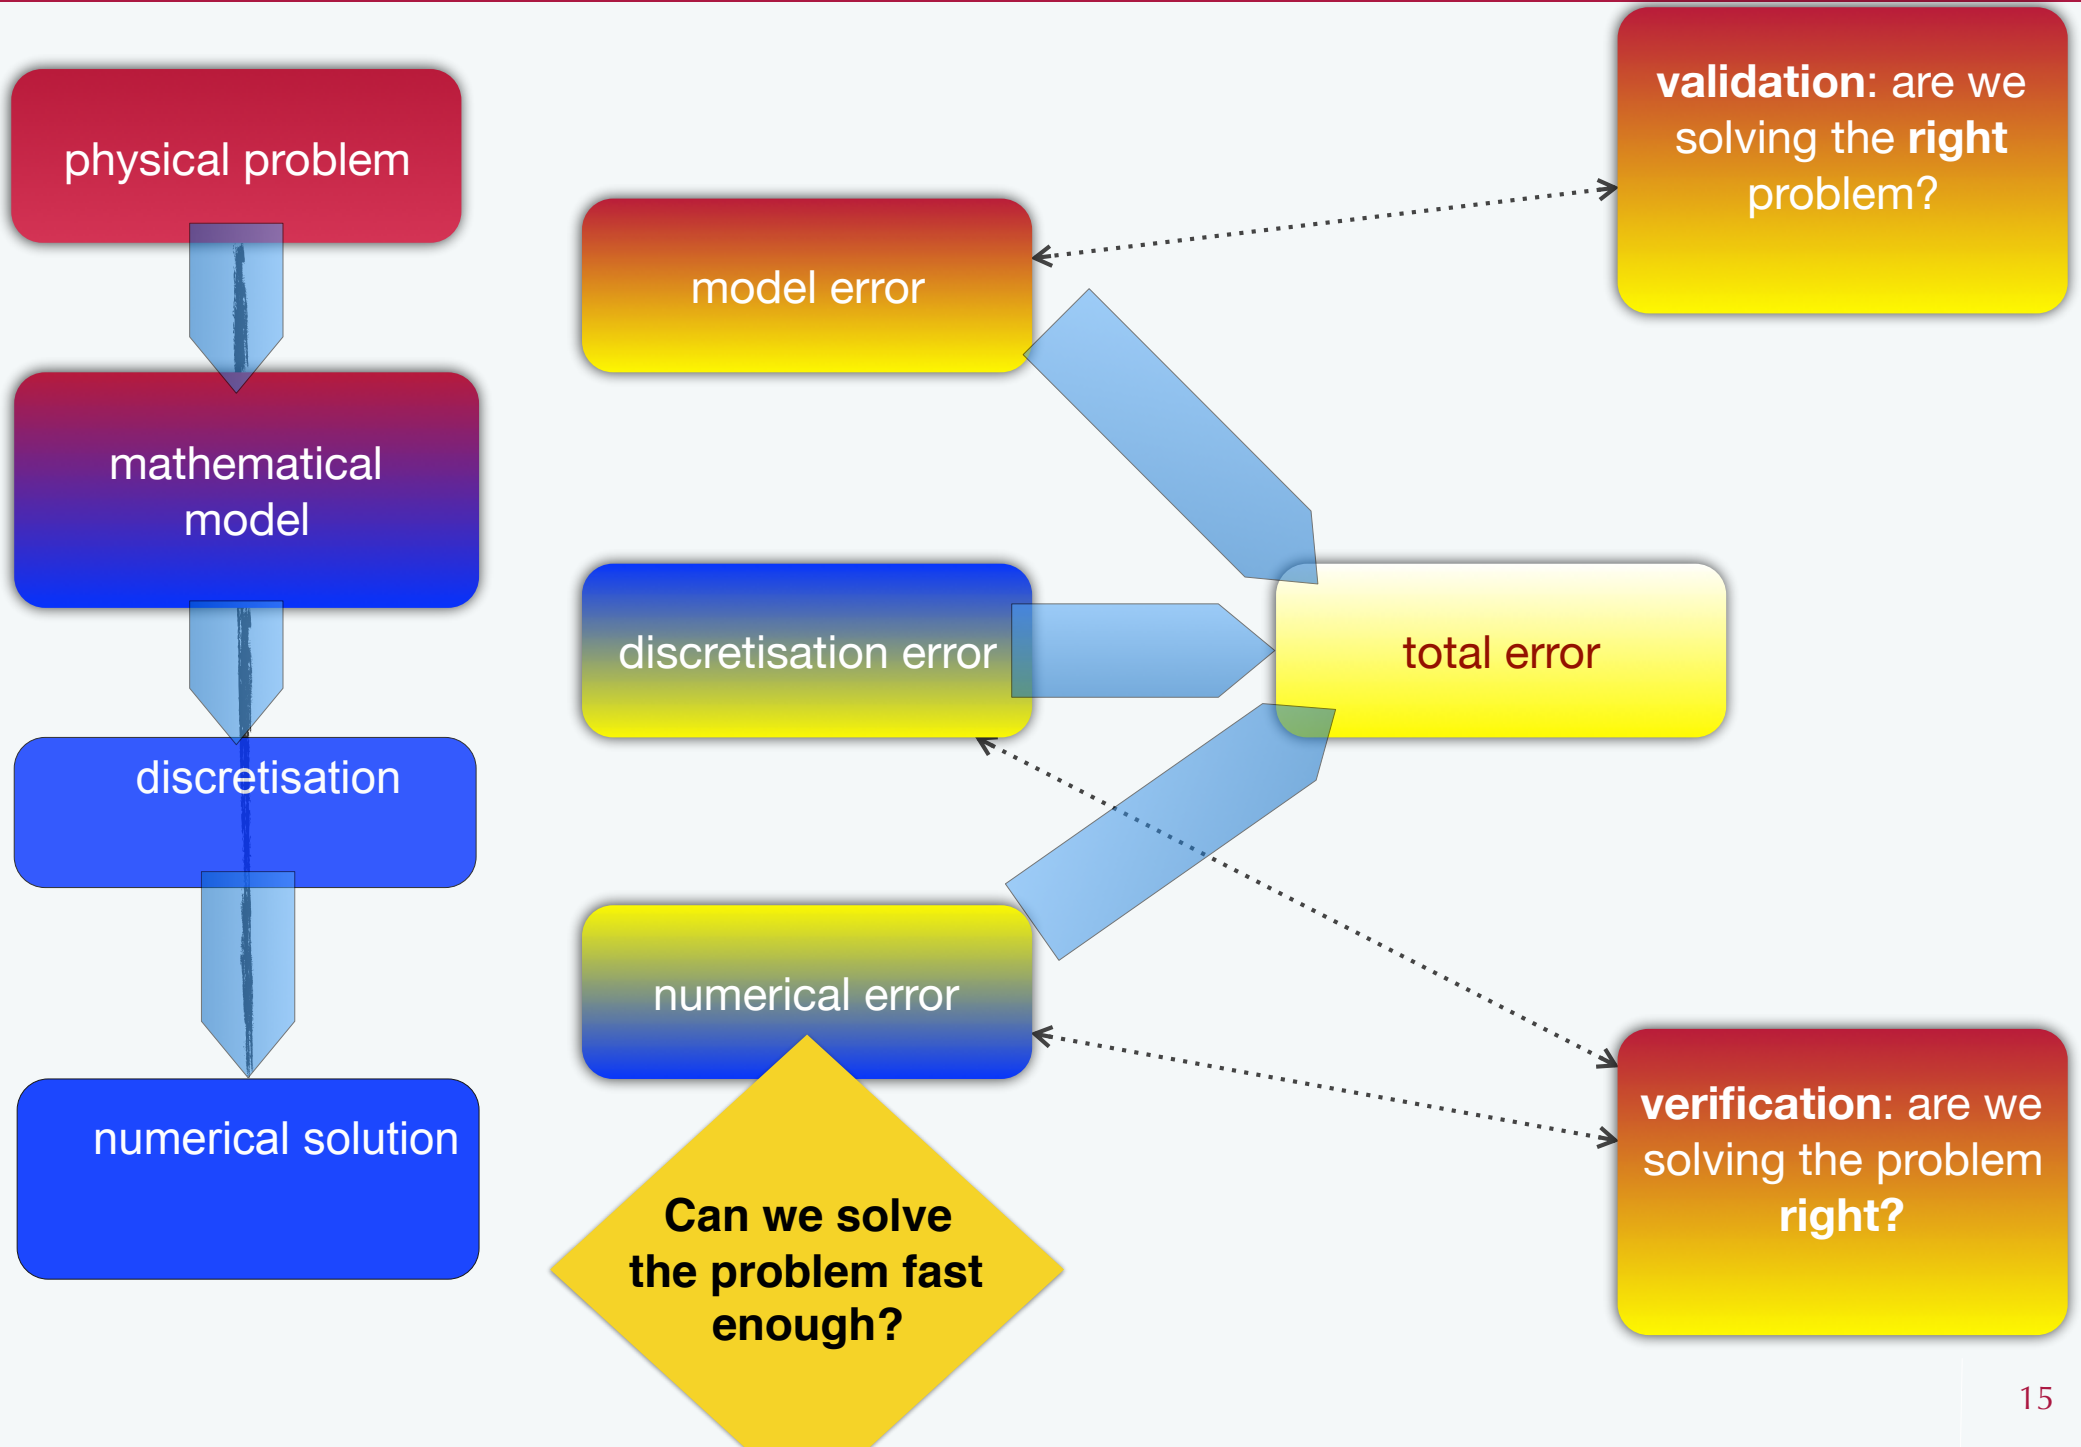 physical problem
mathematical
model
discretisation
numerical solution
model error
discretisation error
numerical error
Can we solve
the problem fast
enough?
total error
validation: are we
solving the right
problem?
verification: are we
solving the problem
right?
15